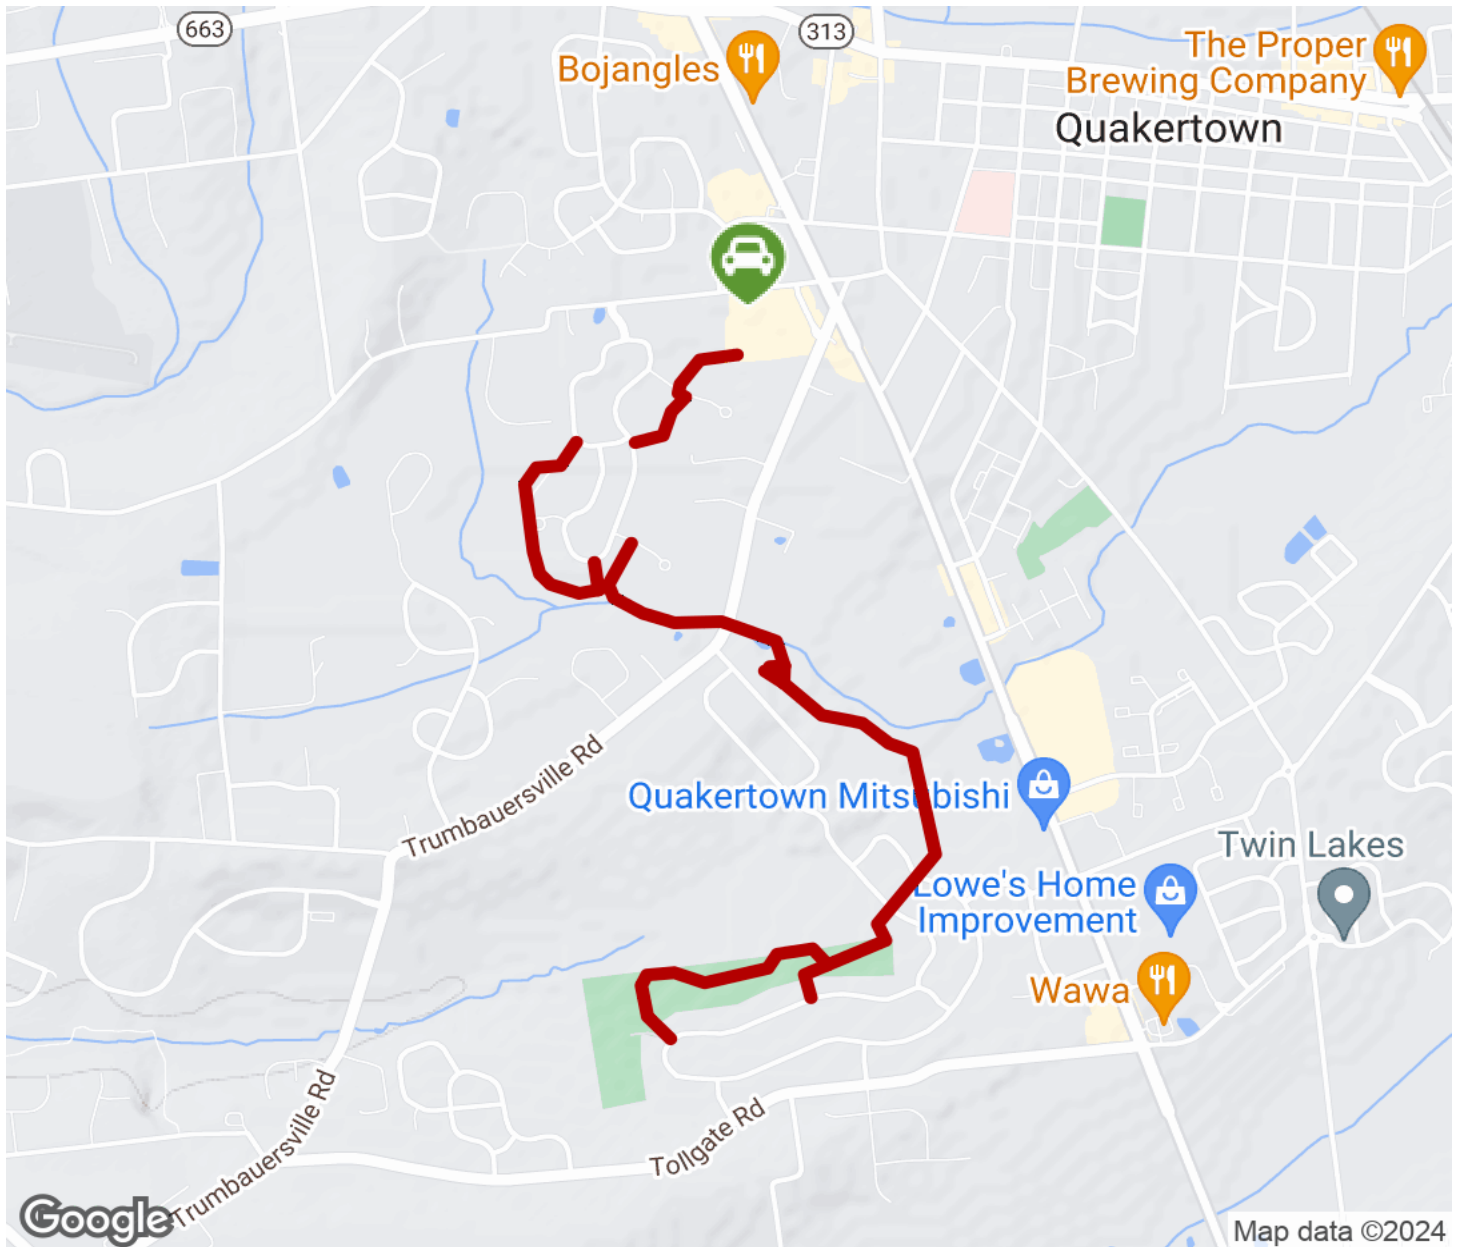 663
313
Bojangles
The Proper
Brewing Company
Quakertown
Trumbauersville Rd
Quakertown Mitsubishi
Twin Lakes
Lowe's Home
Improvement
Wawa
Trumbauersville Rd
Tollgate Rd
Google
Map data ©2024